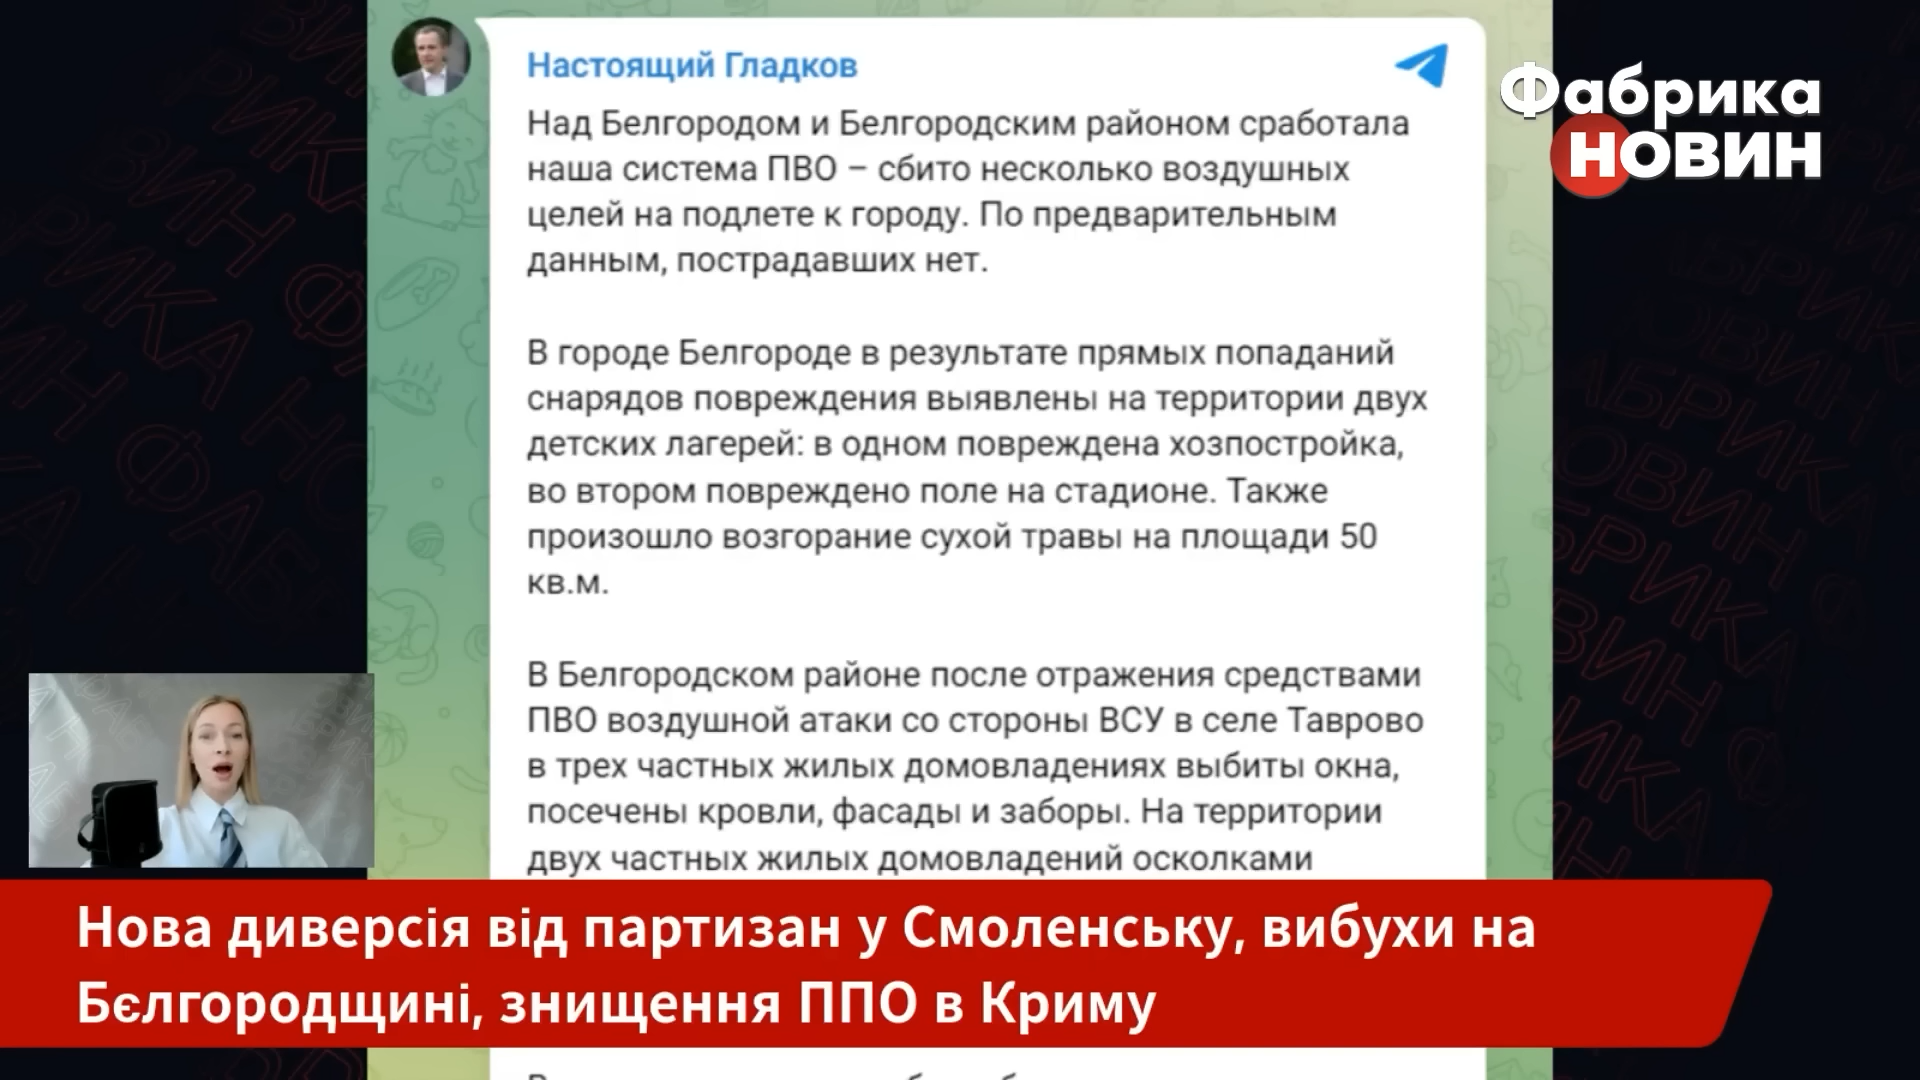 Настоящий Гладков
Над Белгородом и Белгородским районом сработала
наша система ПВО – сбито несколько воздушных
целей на подлете к городу. По предварительным
данным, пострадавших нет.
В городе Белгороде в результате прямых попаданий
снарядов повреждения выявлены на территории двух
детских лагерей: в одном повреждена хозпостройка,
во втором повреждено поле на стадионе. Также
произошло возгорание сухой травы на площади 50
кв.м.
В Белгородском районе после отражения средствами
ПВО воздушной атаки со стороны ВСУ в селе Таврово
в трех частных жилых домовладениях выбиты окна,
посечены кровли, фасады и заборы. На территории
двух частных жилых домовладений осколками
Фабрика
новин
Нова диверсія від партизан у Смоленську, вибухи на
Бєлгородщині, знищення ППО в Криму